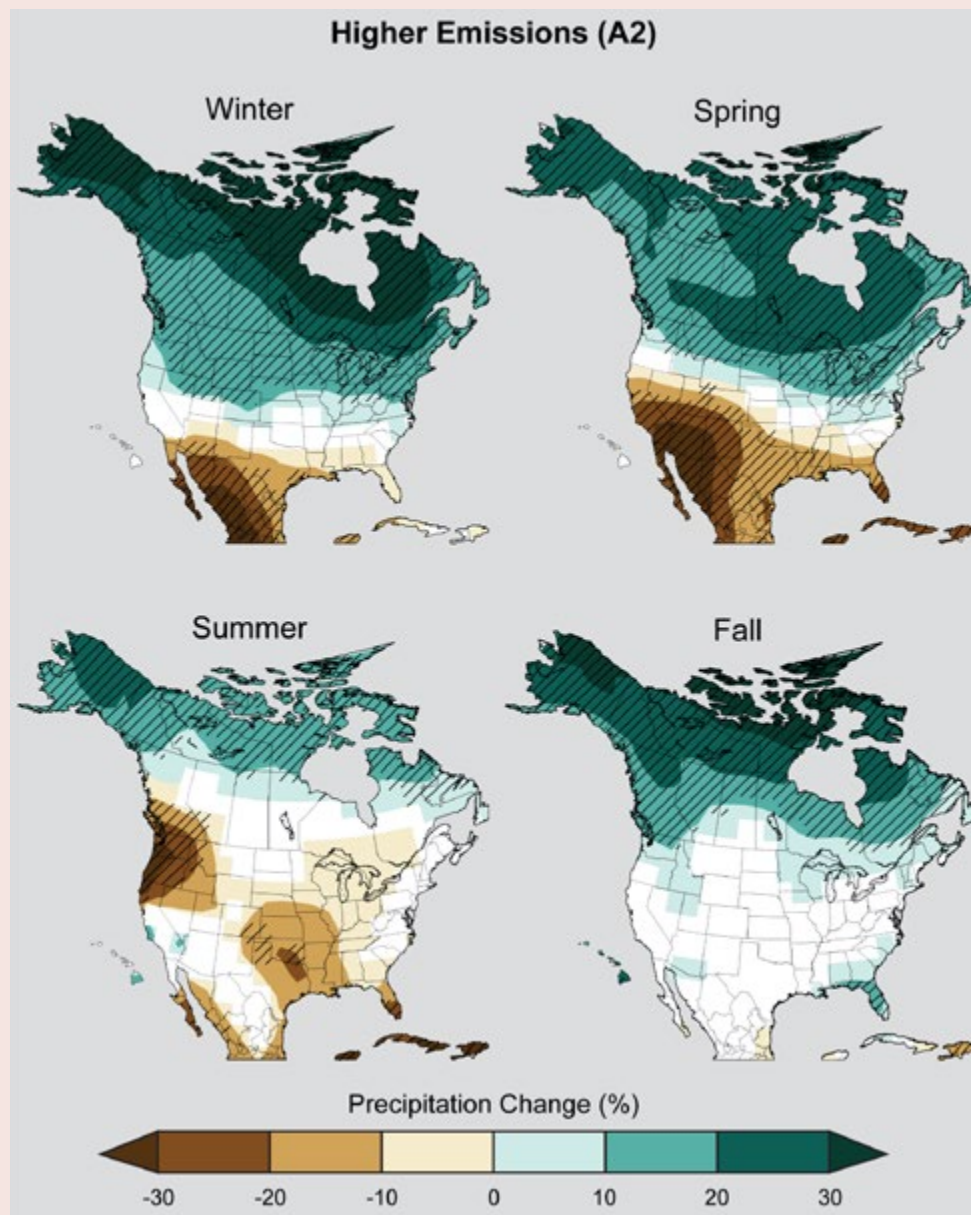 Higher Emissions (A2)
Winter
Spring
Summer
Fall
Precipitation Change (%)
-30 -20 -10 0 10 20 30